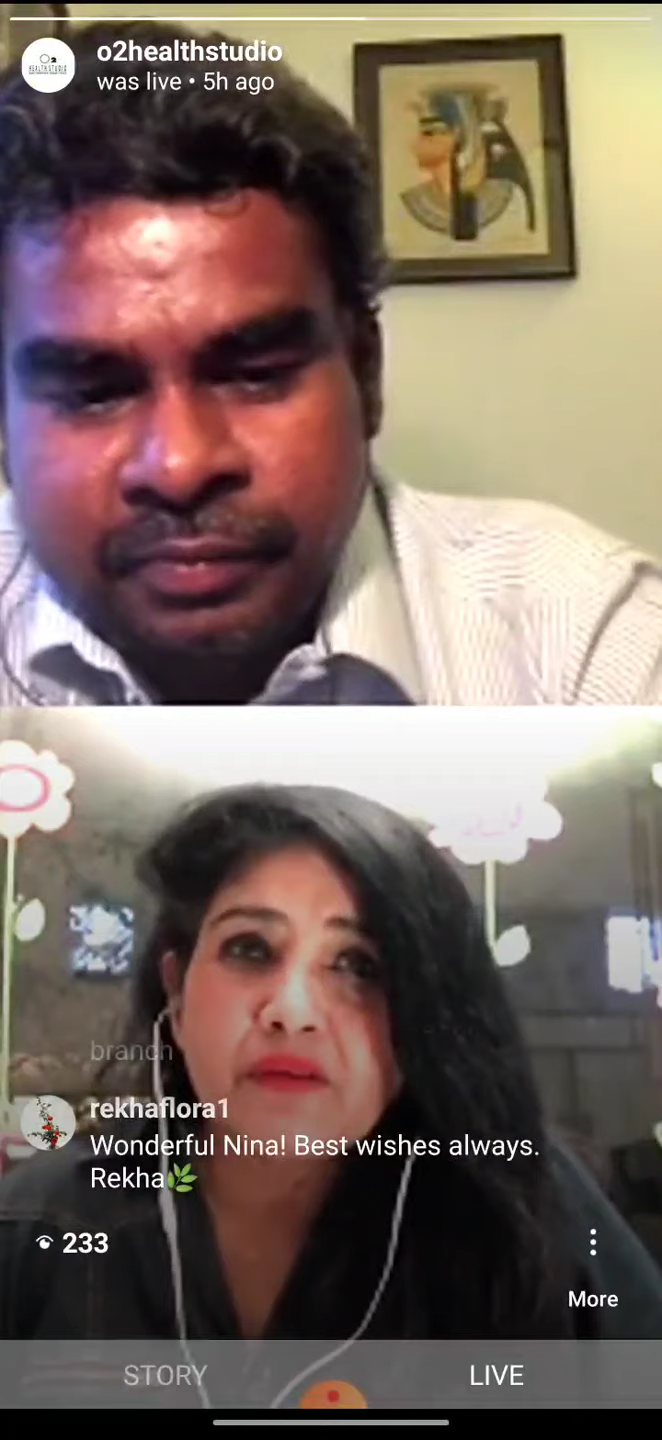 o2healthstudio
was live • 5h ago
branch
rekhaflora1
Wonderful Nina! Best wishes always.
Rekha🌿
233
More
STORY
LIVE